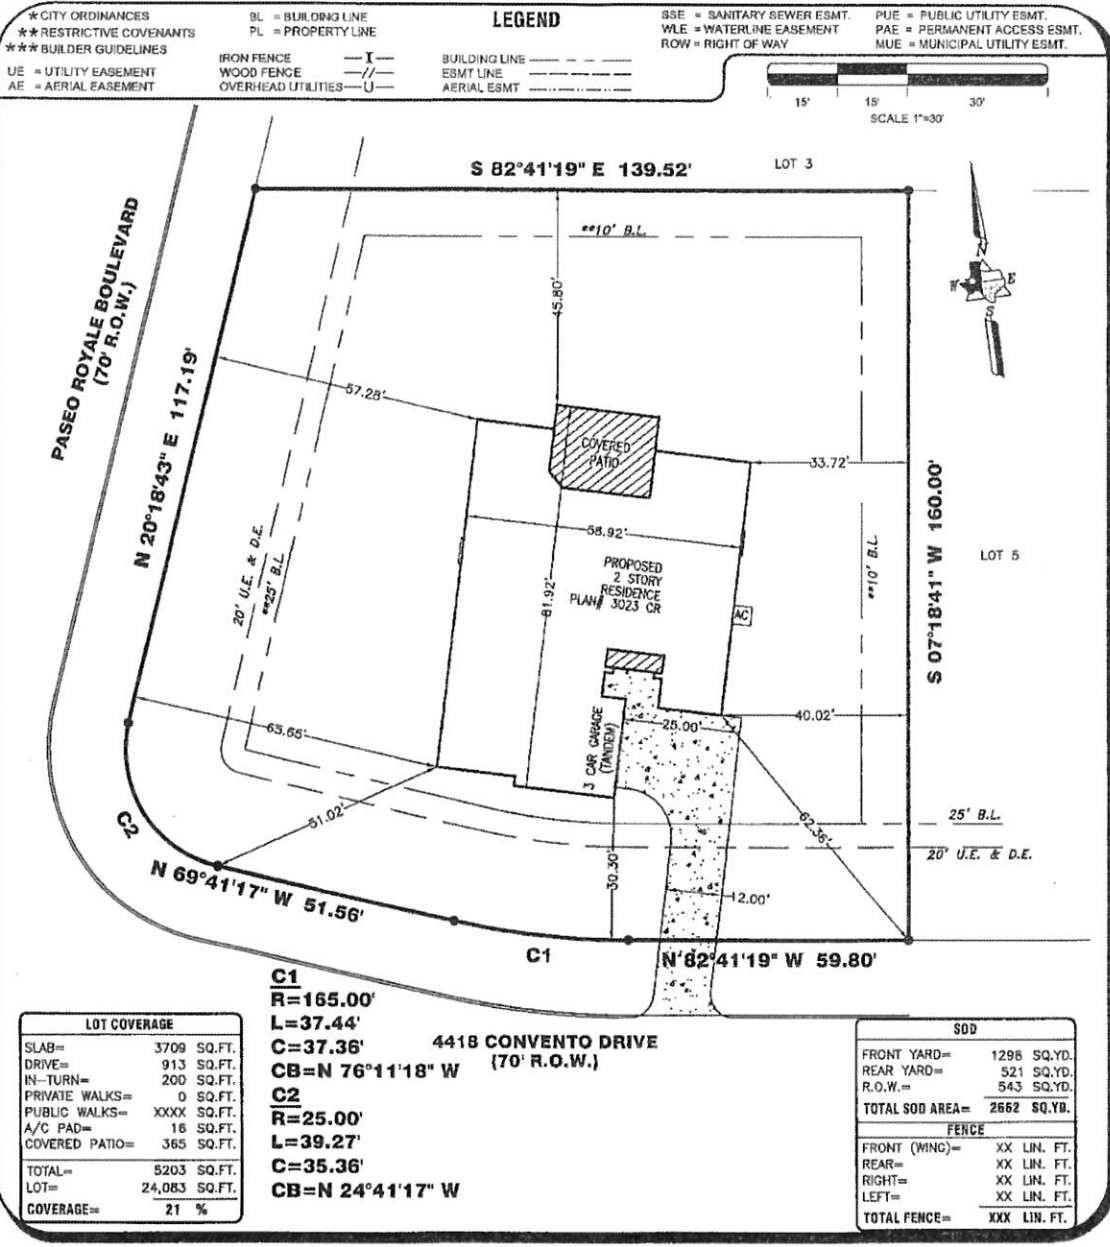 LEGEND
* CITY ORDINANCES
** RESTRICTIVE COVENANTS
*** BUILDER GUIDELINES
UE = UTILITY EASEMENT
AE = AERIAL EASEMENT
BL = BUILDING LINE
PL = PROPERTY LINE
IRON FENCE I
WOOD FENCE //
OVERHEAD UTILITIES U
BUILDING LINE
ESMT LINE
AERIAL ESMT
SSE = SANITARY SEWER ESMT.
WLE = WATERLINE EASEMENT
ROW = RIGHT OF WAY
PUE = PUBLIC UTILITY ESMT.
PAE = PERMANENT ACCESS ESMT.
MUE = MUNICIPAL UTILITY ESMT.
15' 15' 30'
SCALE 1"=30'
S 82°41'19" E 139.52'
LOT 3
**10' B.L.
N
W E
S
PASEO ROYALE BOULEVARD
(70' R.O.W.)
N 20°18'43" E 117.19'
45.80'
57.28'
COVERED
PATIO
33.72'
58.92'
S 07°18'41" W 160.00'
LOT 5
**10' B.L.
20' U.E. & D.E.
**25' B.L.
PROPOSED
2 STORY
RESIDENCE
PLAN# 3023 CR
81.92'
AC
65.65'
3 CAR GARAGE
(TANDEM)
25.00'
40.02'
51.02'
62.36'
25' B.L.
20' U.E. & D.E.
30.30'
12.00'
C2
N 69°41'17" W 51.56'
C1
N 82°41'19" W 59.80'
C1
R=165.00'
L=37.44'
C=37.36'
CB=N 76°11'18" W
C2
R=25.00'
L=39.27'
C=35.36'
CB=N 24°41'17" W
4418 CONVENTO DRIVE
(70' R.O.W.)
LOT COVERAGE
SLAB= 3709 SQ.FT.
DRIVE= 913 SQ.FT.
IN-TURN= 200 SQ.FT.
PRIVATE WALKS= 0 SQ.FT.
PUBLIC WALKS= XXXX SQ.FT.
A/C PAD= 16 SQ.FT.
COVERED PATIO= 365 SQ.FT.
TOTAL= 5203 SQ.FT.
LOT= 24,083 SQ.FT.
COVERAGE= 21 %
SOD
FRONT YARD= 1298 SQ.YD.
REAR YARD= 521 SQ.YD.
R.O.W.= 543 SQ.YD.
TOTAL SOD AREA= 2662 SQ.YD.
FENCE
FRONT (WING)= XX LIN. FT.
REAR= XX LIN. FT.
RIGHT= XX LIN. FT.
LEFT= XX LIN. FT.
TOTAL FENCE= XXX LIN. FT.